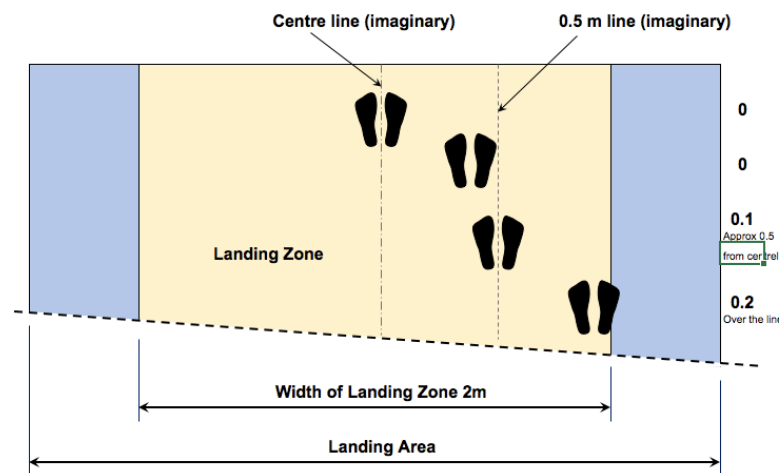 Centre line (imaginary)
0.5 m line (imaginary)
0
0
0.1
Approx 0.5
from
Landing Zone
0.2
Over the line
Width of Landing Zone 2m
Landing Area